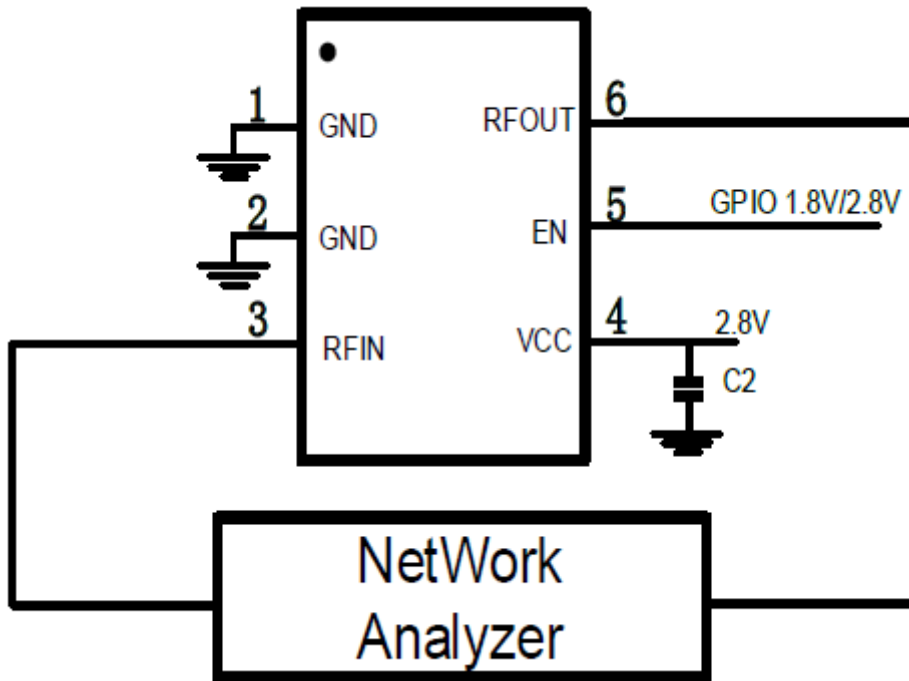 1
GND
RFOUT
6
2
GND
EN
5
GPIO 1.8V/2.8V
3
RFIN
VCC
4
2.8V
C2
NetWork
Analyzer